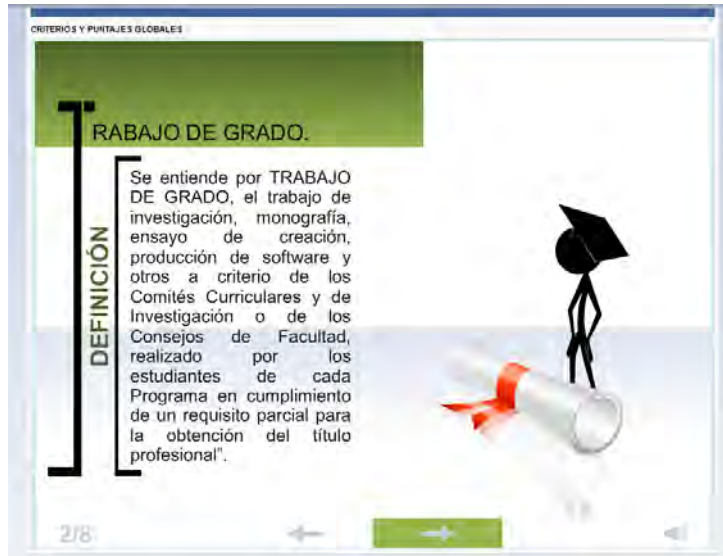 CRITERIOS Y PUNTAJES GLOBALES
TRABAJO DE GRADO.
DEFINICIÓN
Se entiende por TRABAJO
DE GRADO, el trabajo de
investigación, monografía,
ensayo de creación,
producción de software y
otros a criterio de los
Comités Curriculares y de
Investigación o de los
Consejos de Facultad,
realizado por los
estudiantes de cada
Programa en cumplimiento
de un requisito parcial para
la obtención del título
profesional”.
2/8